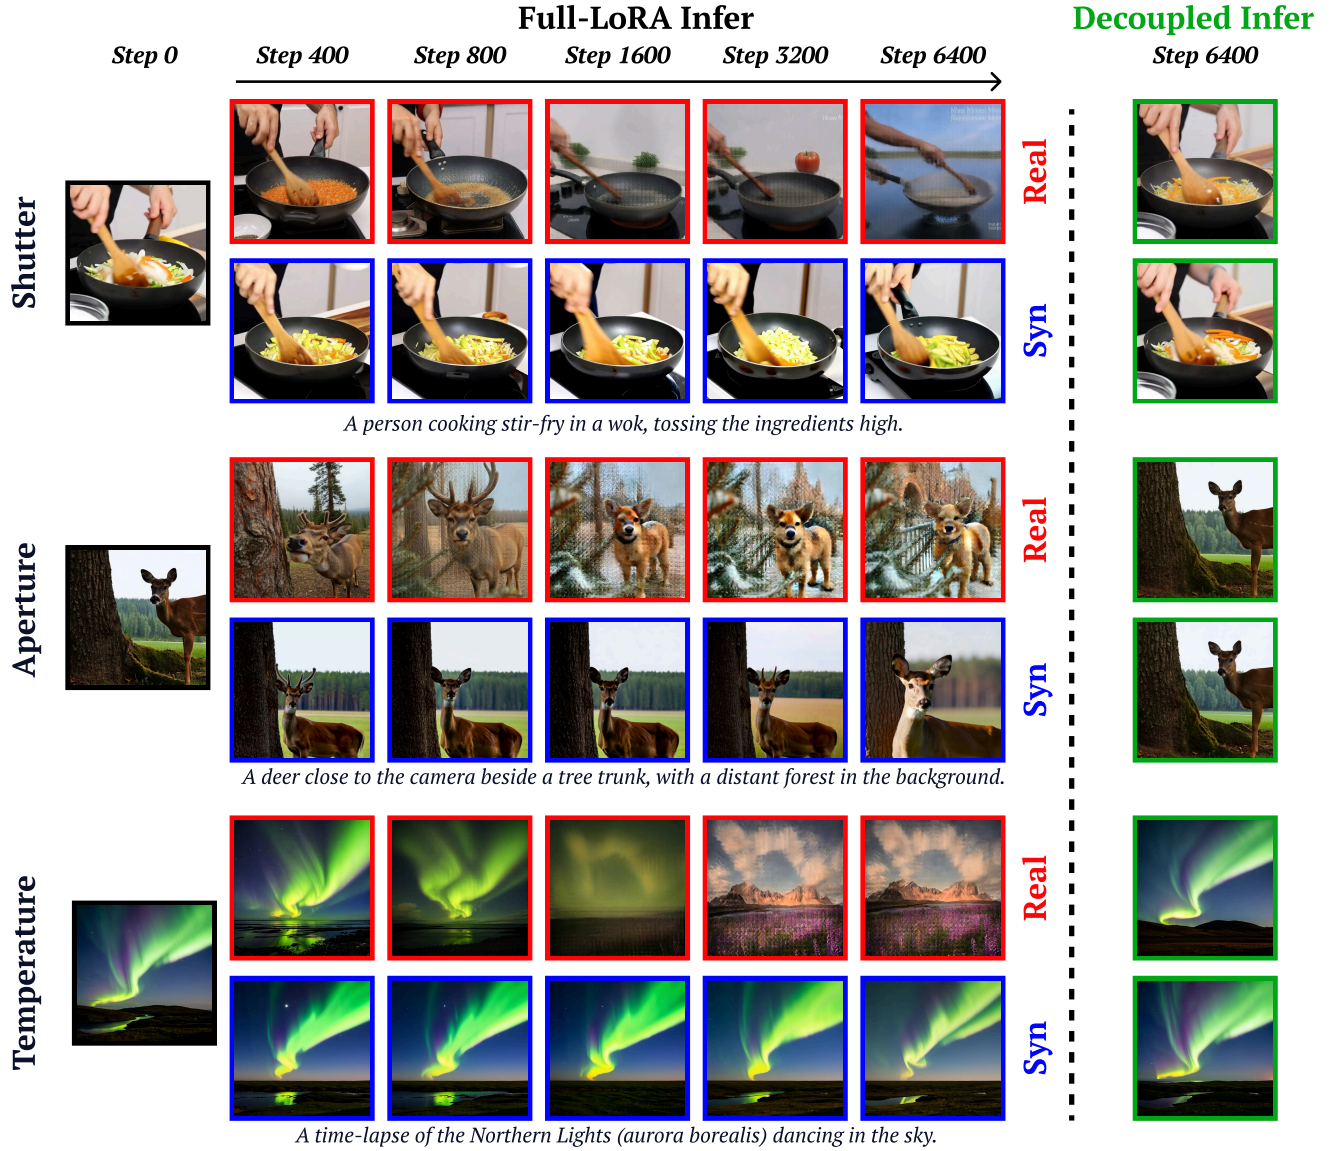 Full-LoRA Infer
Decoupled Infer
Step 0
Step 400
Step 800
Step 1600
Step 3200
Step 6400
Step 6400
Shutter
Real
Syn
A person cooking stir-fry in a wok, tossing the ingredients high.
Aperture
Real
Syn
A deer close to the camera beside a tree trunk, with a distant forest in the background.
Temperature
Real
Syn
A time-lapse of the Northern Lights (aurora borealis) dancing in the sky.